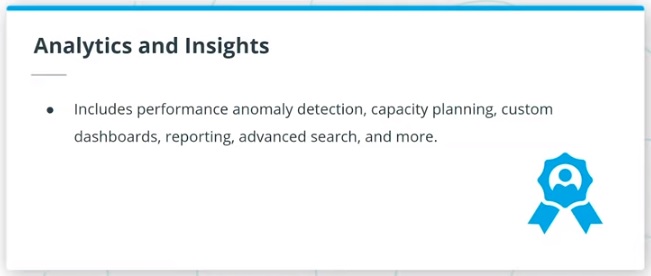 Analytics and Insights
● Includes performance anomaly detection, capacity planning, custom
dashboards, reporting, advanced search, and more.